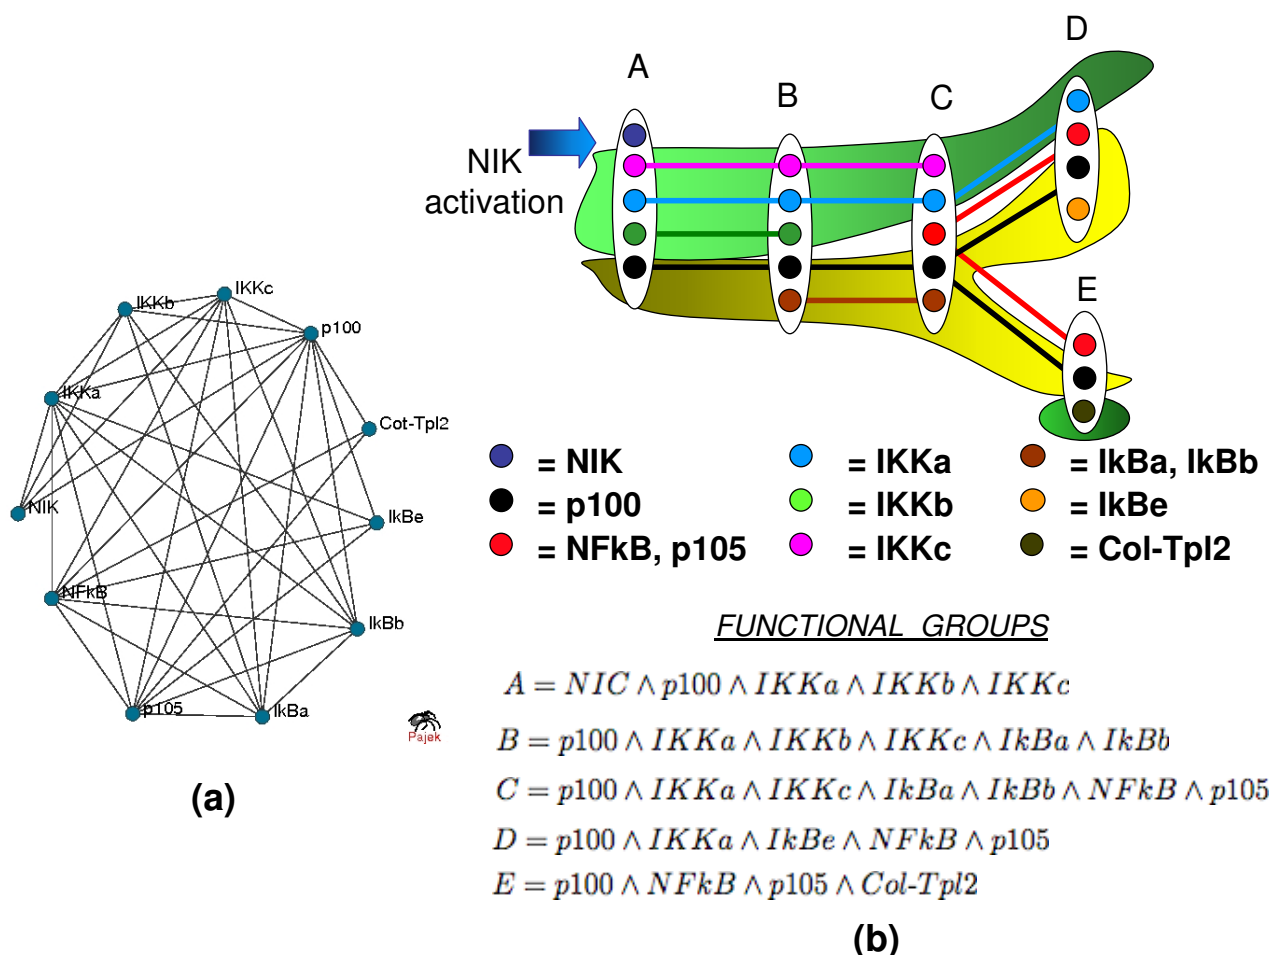 IKKb
IKKc
p100
IKKa
Cot-Tpl2
NIK
IkBe
NFkB
IkBb
p105
IkBa
Pajek
(a)
A
B
C
D
E
NIK
activation
= NIK
= IKKa
= IkBa, IkBb
= p100
= IKKb
= IkBe
= NFkB, p105
= IKKc
= Col-Tpl2
FUNCTIONAL GROUPS
A = NIC ∧ p100 ∧ IKKa ∧ IKKb ∧ IKKc
B = p100 ∧ IKKa ∧ IKKb ∧ IKKc ∧ IkBa ∧ IkBb
C = p100 ∧ IKKa ∧ IKKc ∧ IkBa ∧ IkBb ∧ NFkB ∧ p105
D = p100 ∧ IKKa ∧ IkBe ∧ NFkB ∧ p105
E = p100 ∧ NFkB ∧ p105 ∧ Col-Tpl2
(b)